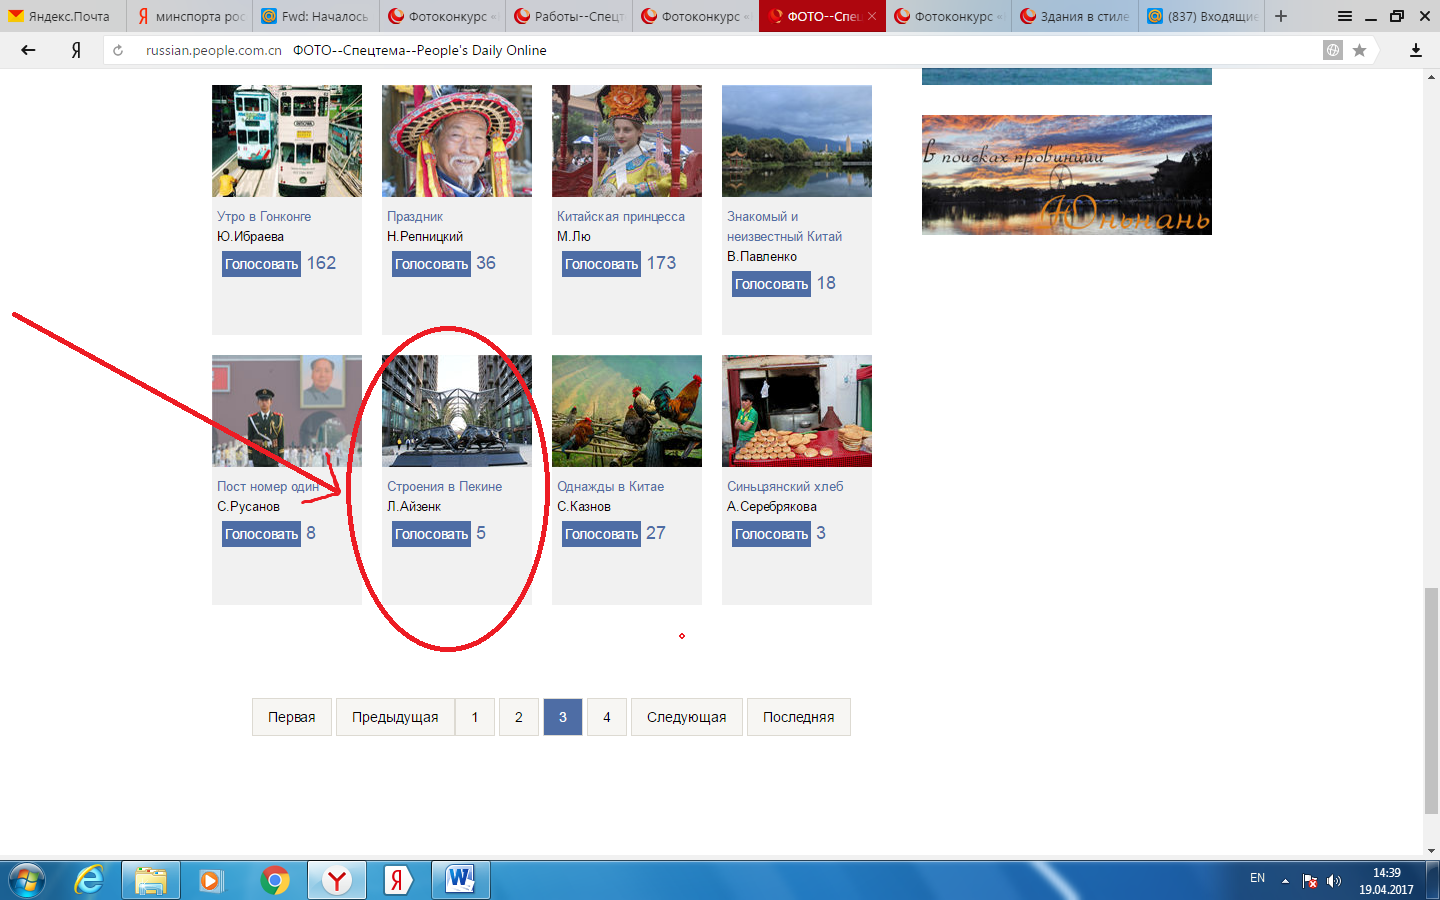 Яндекс.Почта
минспорта рос
Fwd: Началось
Фотоконкурс «
Работы--Спецт
Фотоконкурс «
ФОТО--Спец
Фотоконкурс «
Здания в стиле
(837) Входящие
russian.people.com.cn ФОТО--Спецтема--People's Daily Online
в поисках провинции
Юньнань
Утро в Гонконге
Ю.Ибраева
Голосовать 162
Праздник
Н.Репницкий
Голосовать 36
Китайская принцесса
М.Лю
Голосовать 173
Знакомый и
неизвестный Китай
В.Павленко
Голосовать 18
Пост номер один
С.Русанов
Голосовать 8
Строения в Пекине
Л.Айзенк
Голосовать 5
Однажды в Китае
С.Казнов
Голосовать 27
Синьцзянский хлеб
А.Серебрякова
Голосовать 3
Первая Предыдущая 1 2 3 4 Следующая Последняя
EN
14:39
19.04.2017